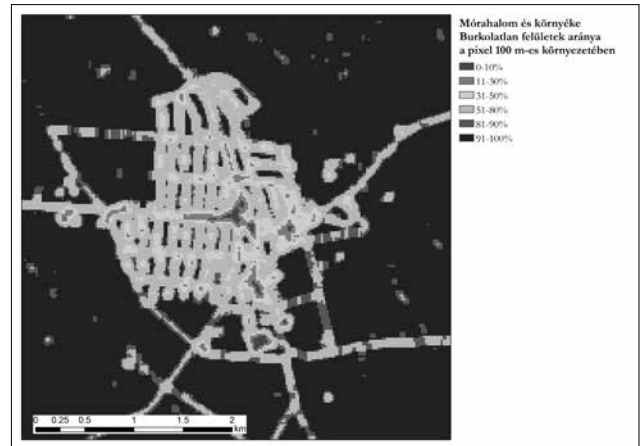 Mórahalom és környéke
Burkolatlan felületek aránya
a pixel 100 m-es környezetében
0-10%
11-30%
31-50%
51-80%
81-90%
91-100%
0 0.25 0.5 1 1.5 2
km